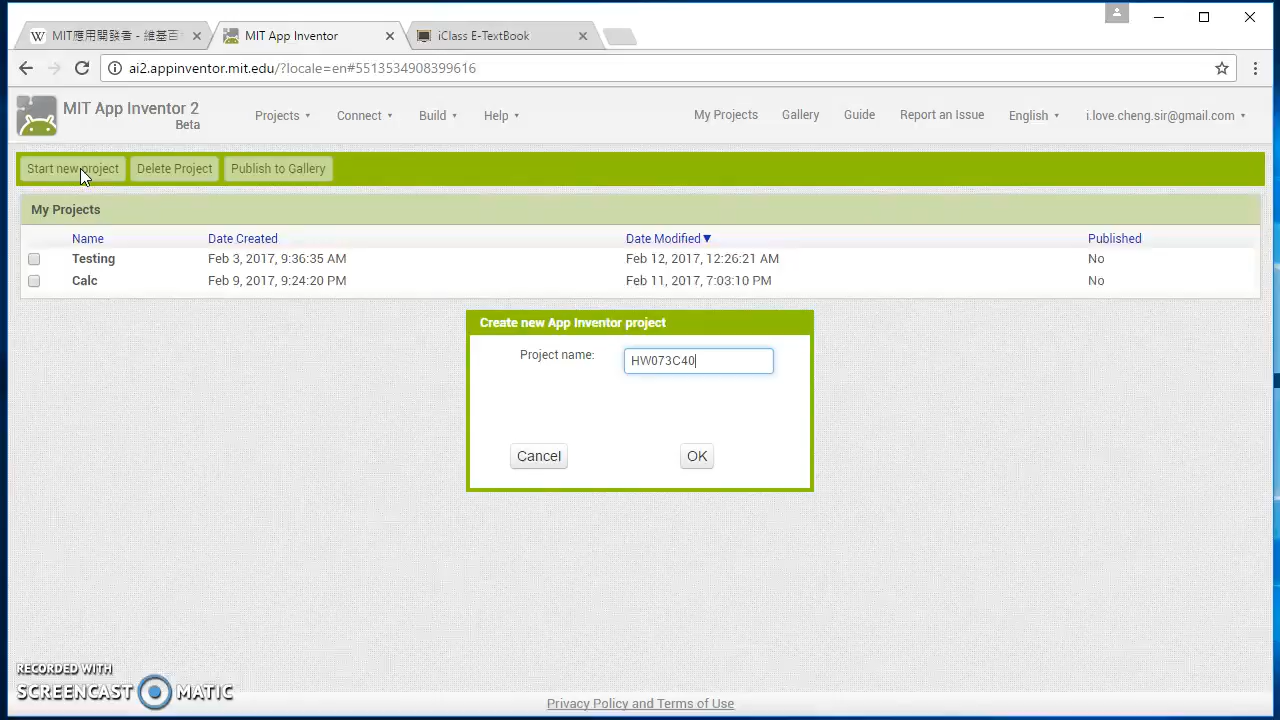 MIT應用開發者 - 維基百
MIT App Inventor
iClass E-TextBook
ai2.appinventor.mit.edu/?locale=en#5513534908399616
MIT App Inventor 2
Beta
Projects
Connect
Build
Help
My Projects
Gallery
Guide
Report an Issue
English
i.love.cheng.sir@gmail.com
Start new project
Delete Project
Publish to Gallery
My Projects
Name Date Created Date Modified Published
Testing Feb 3, 2017, 9:36:35 AM Feb 12, 2017, 12:26:21 AM No
Calc Feb 9, 2017, 9:24:20 PM Feb 11, 2017, 7:03:10 PM No
Create new App Inventor project
Project name: HW073C40
Cancel OK
RECORDED WITH
SCREENCAST MATIC
Privacy Policy and Terms of Use